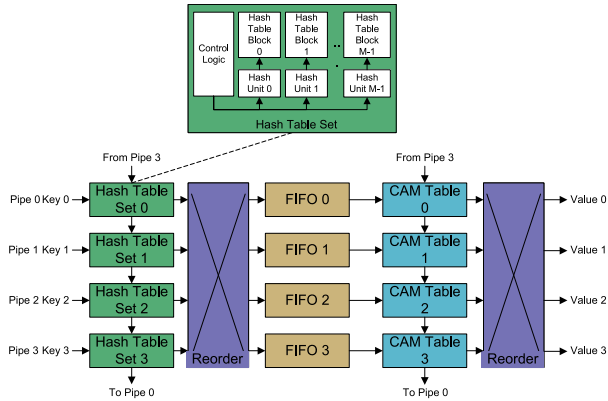 Control
Logic
Hash
Table
Block
0
Hash
Table
Block
1
..
.
Hash
Table
Block
M-1
Hash
Unit 0
Hash
Unit 1
Hash
Unit M-1
Hash Table Set
From Pipe 3
From Pipe 3
Pipe 0 Key 0
Hash Table
Set 0
FIFO 0
CAM Table
0
Value 0
Pipe 1 Key 1
Hash Table
Set 1
FIFO 1
CAM Table
1
Value 1
Pipe 2 Key 2
Hash Table
Set 2
FIFO 2
CAM Table
2
Value 2
Pipe 3 Key 3
Hash Table
Set 3
Reorder
FIFO 3
CAM Table
3
Reorder
Value 3
To Pipe 0
To Pipe 0